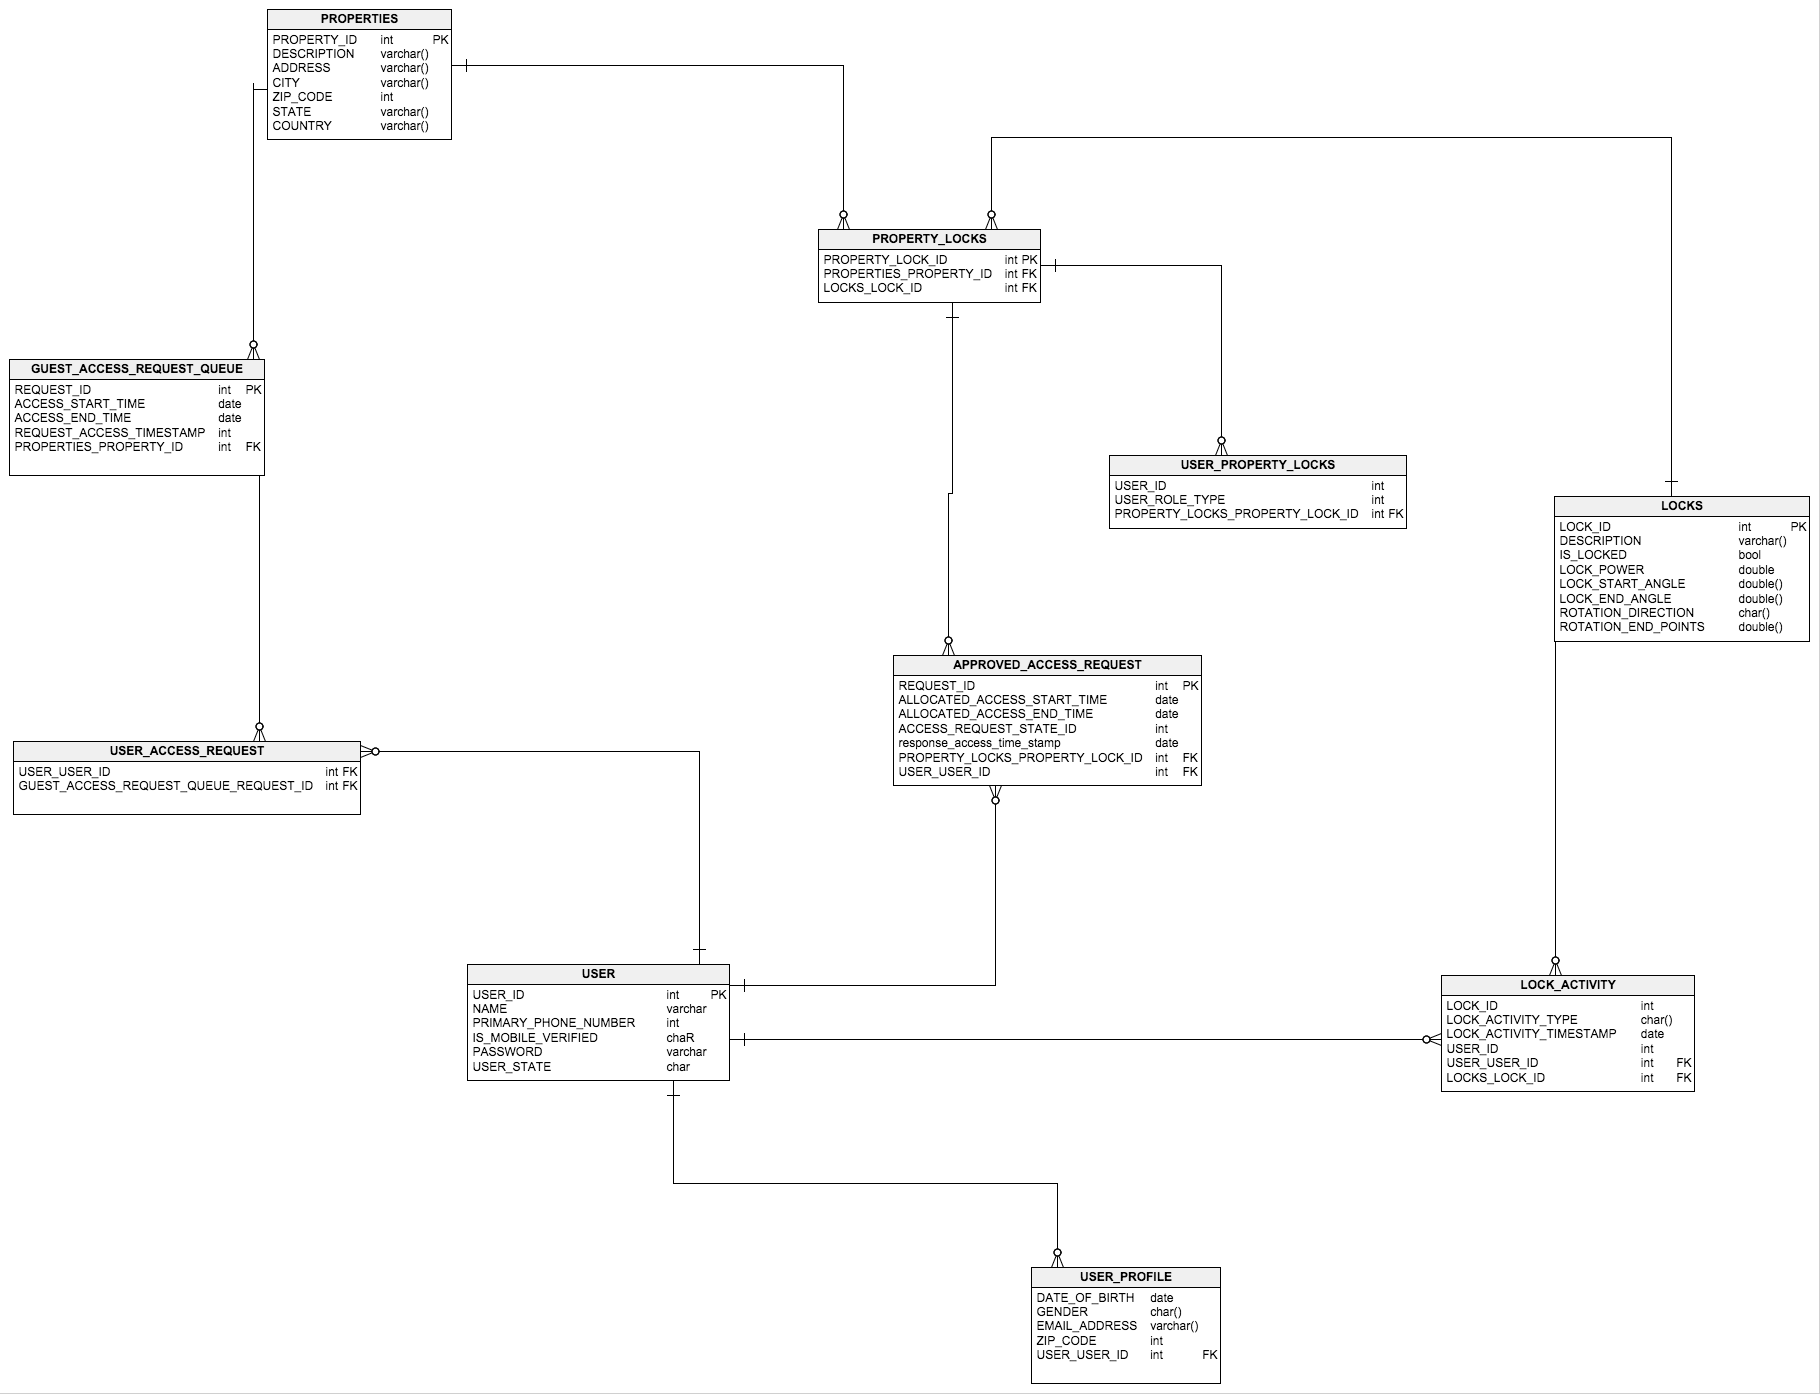 PROPERTIES
PROPERTY_ID int PK
DESCRIPTION varchar()
ADDRESS varchar()
CITY varchar()
ZIP_CODE int
STATE varchar()
COUNTRY varchar()
PROPERTY_LOCKS
PROPERTY_LOCK_ID int PK
PROPERTIES_PROPERTY_ID int FK
LOCKS_LOCK_ID int FK
GUEST_ACCESS_REQUEST_QUEUE
REQUEST_ID int PK
ACCESS_START_TIME date
ACCESS_END_TIME date
REQUEST_ACCESS_TIMESTAMP int
PROPERTIES_PROPERTY_ID int FK
USER_PROPERTY_LOCKS
USER_ID int
USER_ROLE_TYPE int
PROPERTY_LOCKS_PROPERTY_LOCK_ID int FK
LOCKS
LOCK_ID int PK
DESCRIPTION varchar()
IS_LOCKED bool
LOCK_POWER double
LOCK_START_ANGLE double()
LOCK_END_ANGLE double()
ROTATION_DIRECTION char()
ROTATION_END_POINTS double()
APPROVED_ACCESS_REQUEST
REQUEST_ID int PK
ALLOCATED_ACCESS_START_TIME date
ALLOCATED_ACCESS_END_TIME date
ACCESS_REQUEST_STATE_ID int
response_access_time_stamp date
PROPERTY_LOCKS_PROPERTY_LOCK_ID int FK
USER_USER_ID int FK
USER_ACCESS_REQUEST
USER_USER_ID int FK
GUEST_ACCESS_REQUEST_QUEUE_REQUEST_ID int FK
USER
USER_ID int PK
NAME varchar
PRIMARY_PHONE_NUMBER int
IS_MOBILE_VERIFIED chaR
PASSWORD varchar
USER_STATE char
LOCK_ACTIVITY
LOCK_ID int
LOCK_ACTIVITY_TYPE char()
LOCK_ACTIVITY_TIMESTAMP date
USER_ID int
USER_USER_ID int FK
LOCKS_LOCK_ID int FK
USER_PROFILE
DATE_OF_BIRTH date
GENDER char()
EMAIL_ADDRESS varchar()
ZIP_CODE int
USER_USER_ID int FK